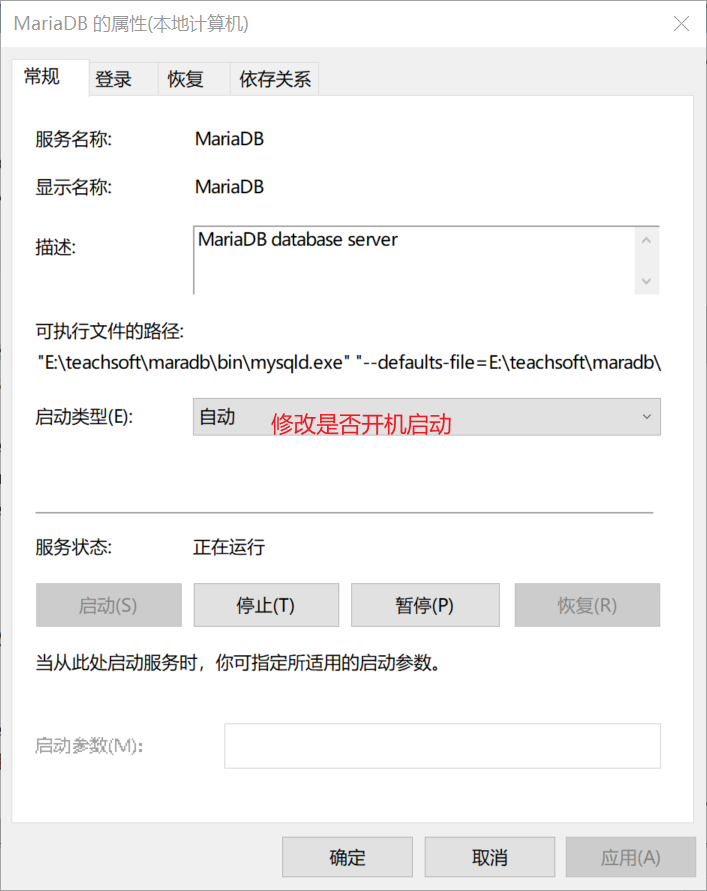 MariaDB 的属性(本地计算机)
常规 登录 恢复 依存关系
服务名称: MariaDB
显示名称: MariaDB
描述: MariaDB database server
可执行文件的路径:
"E:\teachsoft\maradb\bin\mysqld.exe" "--defaults-file=E:\teachsoft\maradb\
启动类型(E): 自动 修改是否开机启动
服务状态: 正在运行
启动(S) 停止(T) 暂停(P) 恢复(R)
当从此处启动服务时，你可指定所适用的启动参数。
启动参数(M):
确定 取消 应用(A)